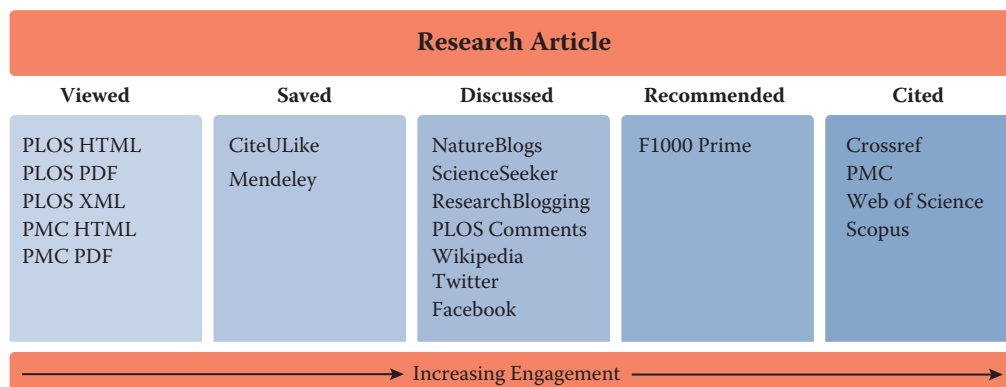 Research Article
Viewed
Saved
Discussed
Recommended
Cited
PLOS HTML
PLOS PDF
PLOS XML
PMC HTML
PMC PDF
CiteULike
Mendeley
NatureBlogs
ScienceSeeker
ResearchBlogging
PLOS Comments
Wikipedia
Twitter
Facebook
F1000 Prime
Crossref
PMC
Web of Science
Scopus
Increasing Engagement